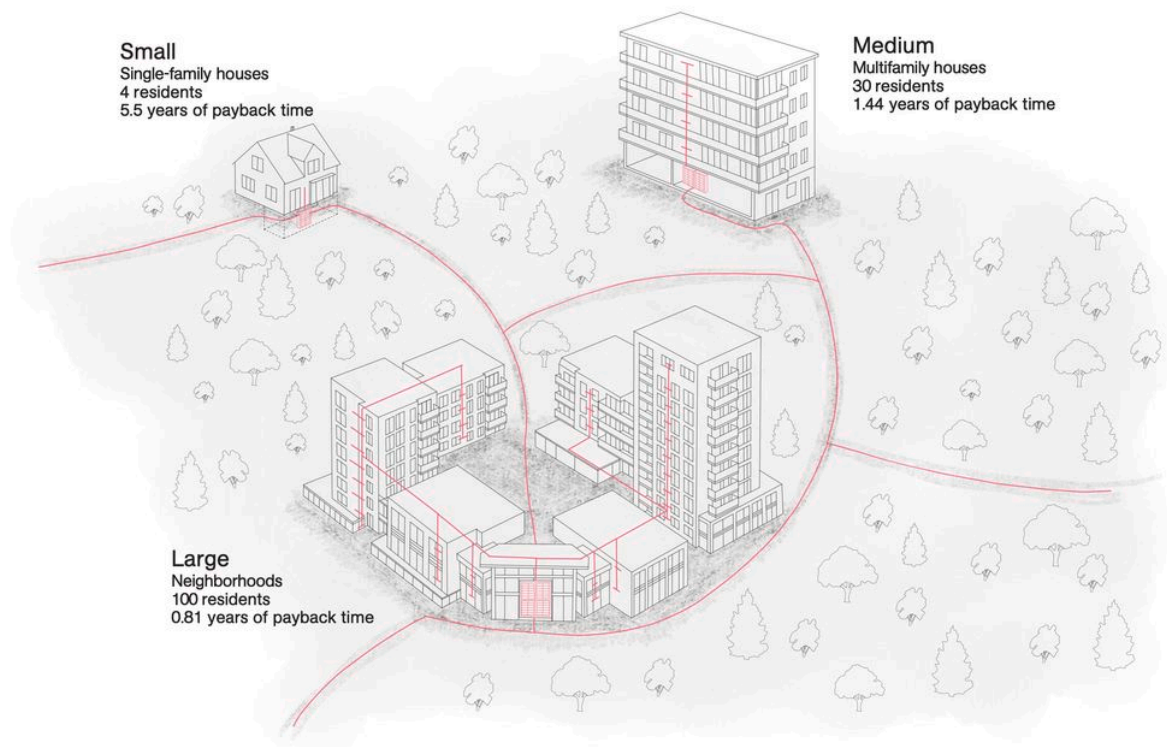 Small
Single-family houses
4 residents
5.5 years of payback time
Medium
Multifamily houses
30 residents
1.44 years of payback time
Large
Neighborhoods
100 residents
0.81 years of payback time